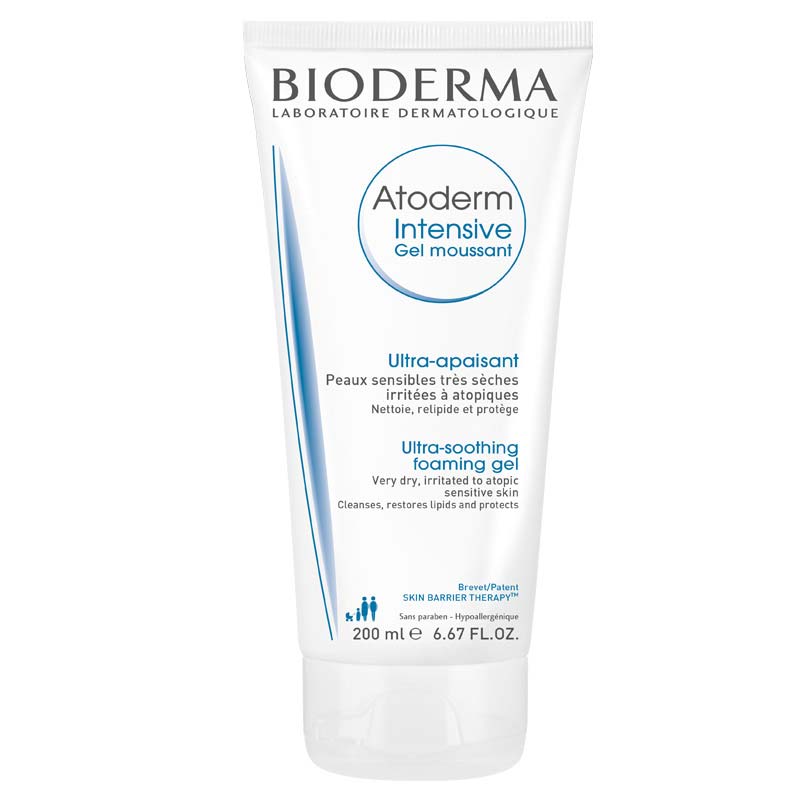 BIODERMA
LABORATOIRE DERMATOLOGIQUE
Atoderm
Intensive
Gel moussant
Ultra-apaisant
Peaux sensibles très sèches
irritées à atopiques
Nettoie, relipide et protège
Ultra-soothing
foaming gel
Very dry, irritated to atopic
sensitive skin
Cleanses, restores lipids and protects
Brevet/Patent
SKIN BARRIER THERAPY™
Sans paraben - Hypoallergénique
200 ml ℮ 6.67 FL.OZ.